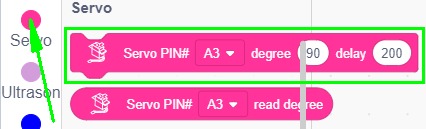 Servo
Servo PIN# A3 degree 90 delay 200
Servo
Servo PIN# A3 read degree
Ultrason